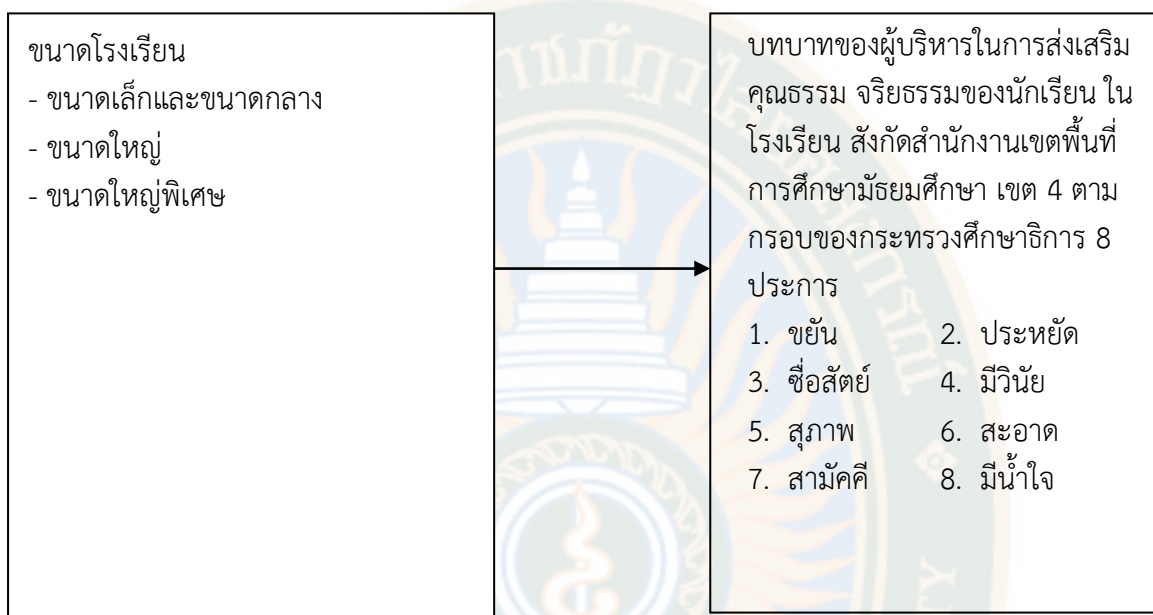 ขนาดโรงเรียน
- ขนาดเล็กและขนาดกลาง
- ขนาดใหญ่
- ขนาดใหญ่พิเศษ
บทบาทของผู้บริหารในการส่งเสริม
คุณธรรม จริยธรรมของนักเรียน ใน
โรงเรียน สังกัดสำนักงานเขตพื้นที่
การศึกษามัธยมศึกษา เขต 4 ตาม
กรอบของกระทรวงศึกษาธิการ 8
ประการ
1. ขยัน 2. ประหยัด
3. ซื่อสัตย์ 4. มีวินัย
5. สุภาพ 6. สะอาด
7. สามัคคี 8. มีน้ำใจ